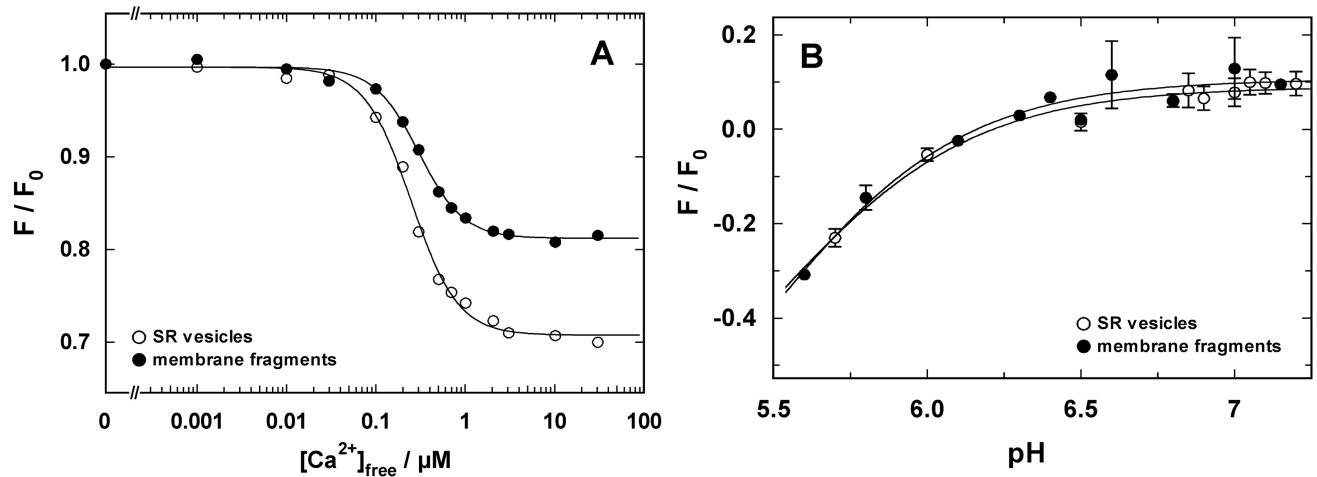 A
1.0
0.9
0.8
0.7
F / F0
SR vesicles
membrane fragments
0 0.001 0.01 0.1 1 10 100
[Ca2+]free / µM
B
0.2
0.0
-0.2
-0.4
F / F0
SR vesicles
membrane fragments
5.5 6.0 6.5 7
pH